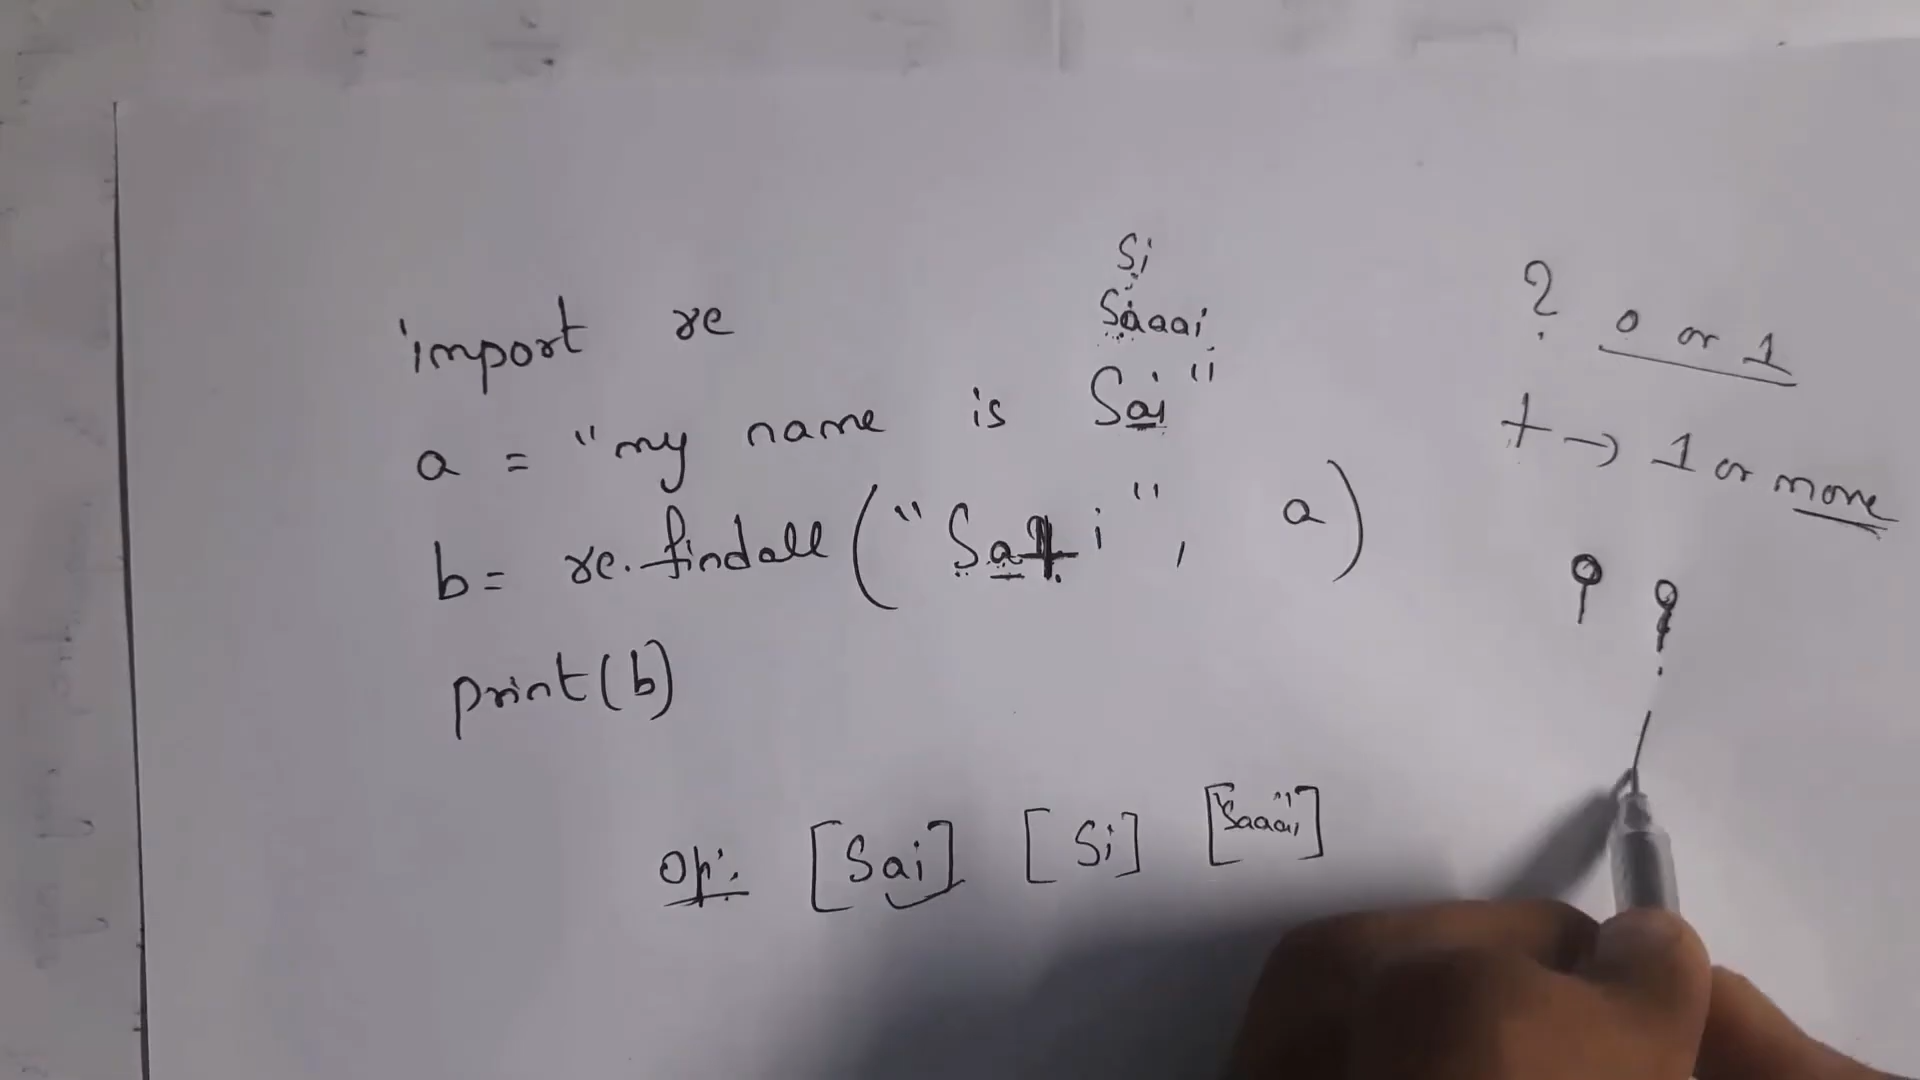 Si
Saaai
import re
a = "my name is Sai"
b = re.findall("Sa+i", a)
print(b)
Op:. [Sai] [Si] ["Saaai"]
? 0 or 1
+ → 1 or more
? ?